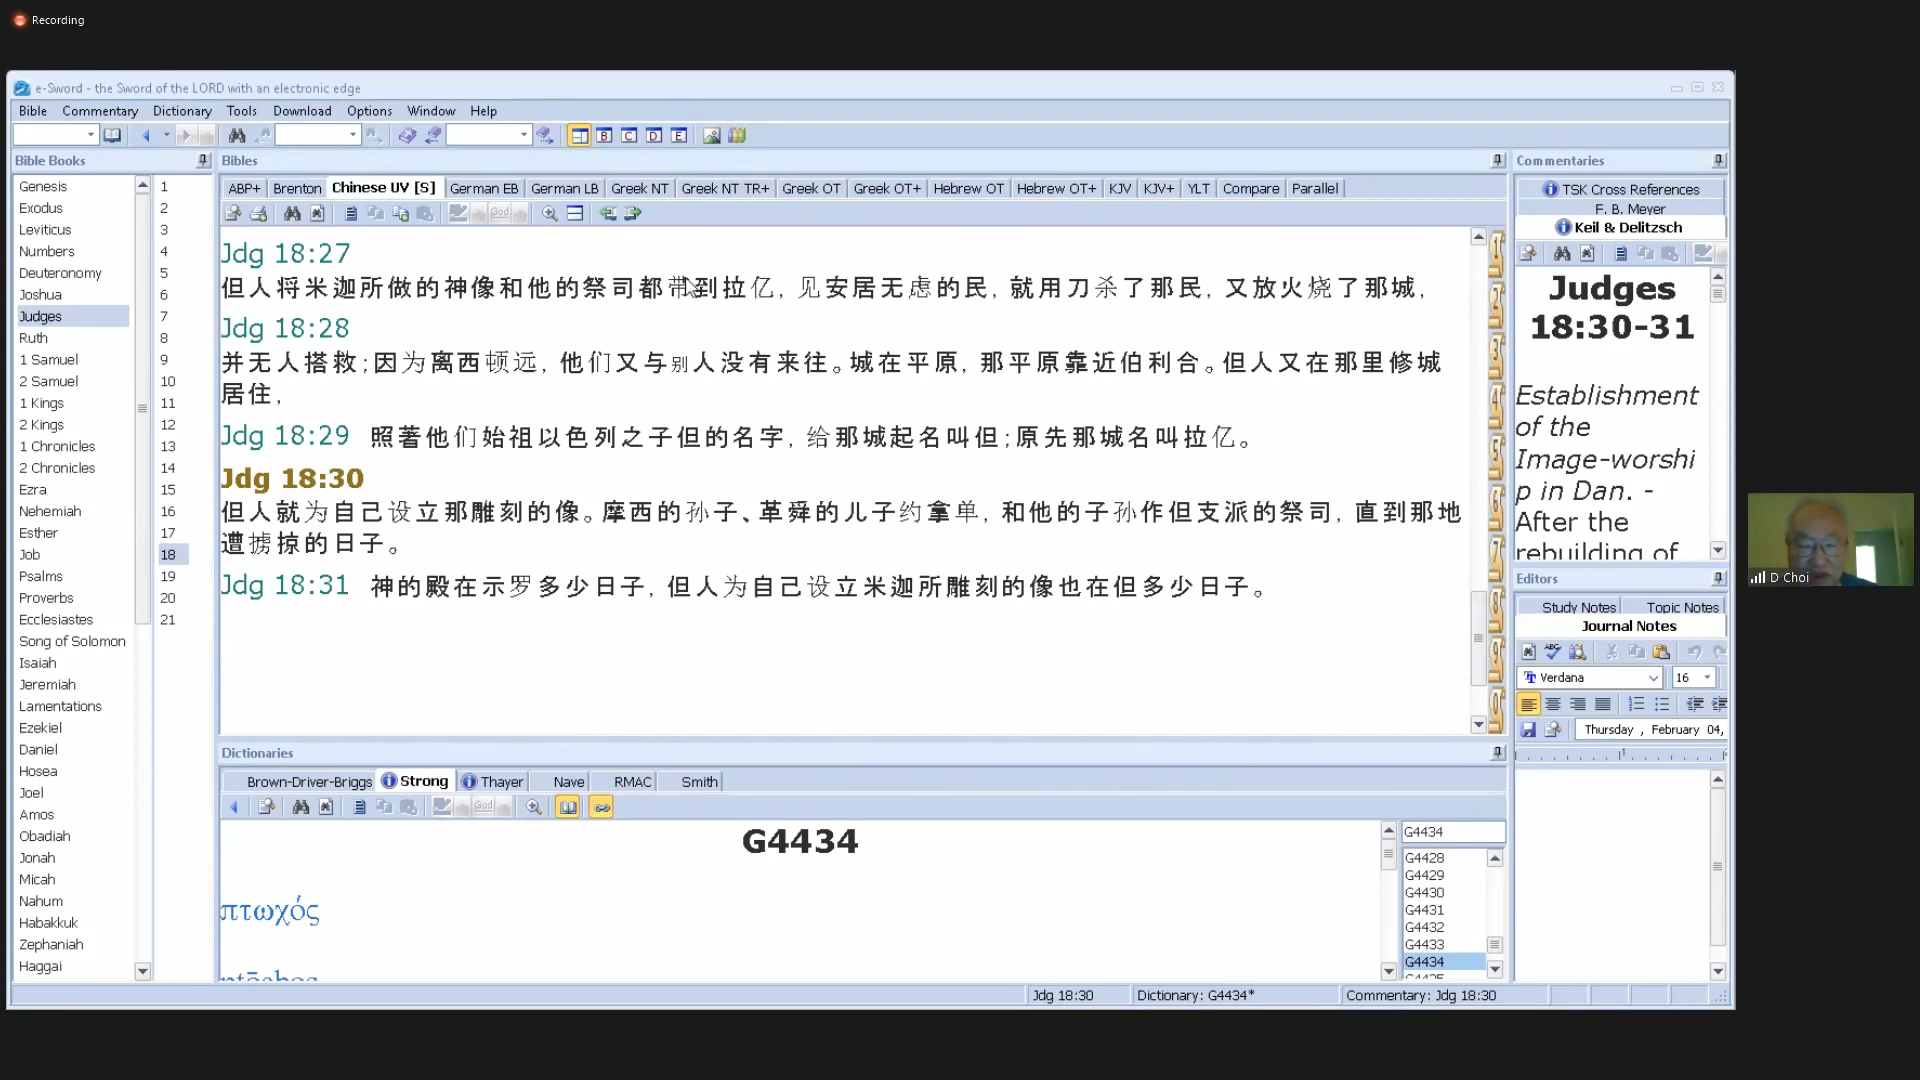 Recording
e-Sword - the Sword of the LORD with an electronic edge
Bible Commentary Dictionary Tools Download Options Window Help
B C D E
Bible Books
Genesis
Exodus
Leviticus
Numbers
Deuteronomy
Joshua
Judges
Ruth
1 Samuel
2 Samuel
1 Kings
2 Kings
1 Chronicles
2 Chronicles
Ezra
Nehemiah
Esther
Job
Psalms
Proverbs
Ecclesiastes
Song of Solomon
Isaiah
Jeremiah
Lamentations
Ezekiel
Daniel
Hosea
Joel
Amos
Obadiah
Jonah
Micah
Nahum
Habakkuk
Zephaniah
Haggai
1
2
3
4
5
6
7
8
9
10
11
12
13
14
15
16
17
18
19
20
21
Bibles
ABP+ Brenton Chinese UV [S] German EB German LB Greek NT Greek NT TR+ Greek OT Greek OT+ Hebrew OT Hebrew OT+ KJV KJV+ YLT Compare Parallel
God
Jdg 18:27
但人将米迦所做的神像和他的祭司都带到拉亿, 见安居无虑的民, 就用刀杀了那民, 又放火烧了那城,
Jdg 18:28
并无人搭救;因为离西顿远, 他们又与别人没有来往。城在平原, 那平原靠近伯利合。但人又在那里修城
居住,
Jdg 18:29 照著他们始祖以色列之子但的名字, 给那城起名叫但;原先那城名叫拉亿。
Jdg 18:30
但人就为自己设立那雕刻的像。摩西的孙子、革舜的儿子约拿单, 和他的子孙作但支派的祭司, 直到那地
遭掳掠的日子。
Jdg 18:31 神的殿在示罗多少日子, 但人为自己设立米迦所雕刻的像也在但多少日子。
1
2
3
4
5
6
7
8
9
0
Dictionaries
Brown-Driver-Briggs Strong Thayer Nave RMAC Smith
God
G4434
πτωχός
ptōchos
G4434
G4428
G4429
G4430
G4431
G4432
G4433
G4434
G4435
Commentaries
TSK Cross References
F. B. Meyer
Keil & Delitzsch
Judges
18:30-31
Establishment
of the
Image-worshi
p in Dan. -
After the
rebuilding of
Editors
Study Notes Topic Notes
Journal Notes
Verdana 16
Thursday , February 04,
1
Jdg 18:30 Dictionary: G4434* Commentary: Jdg 18:30
D Choi